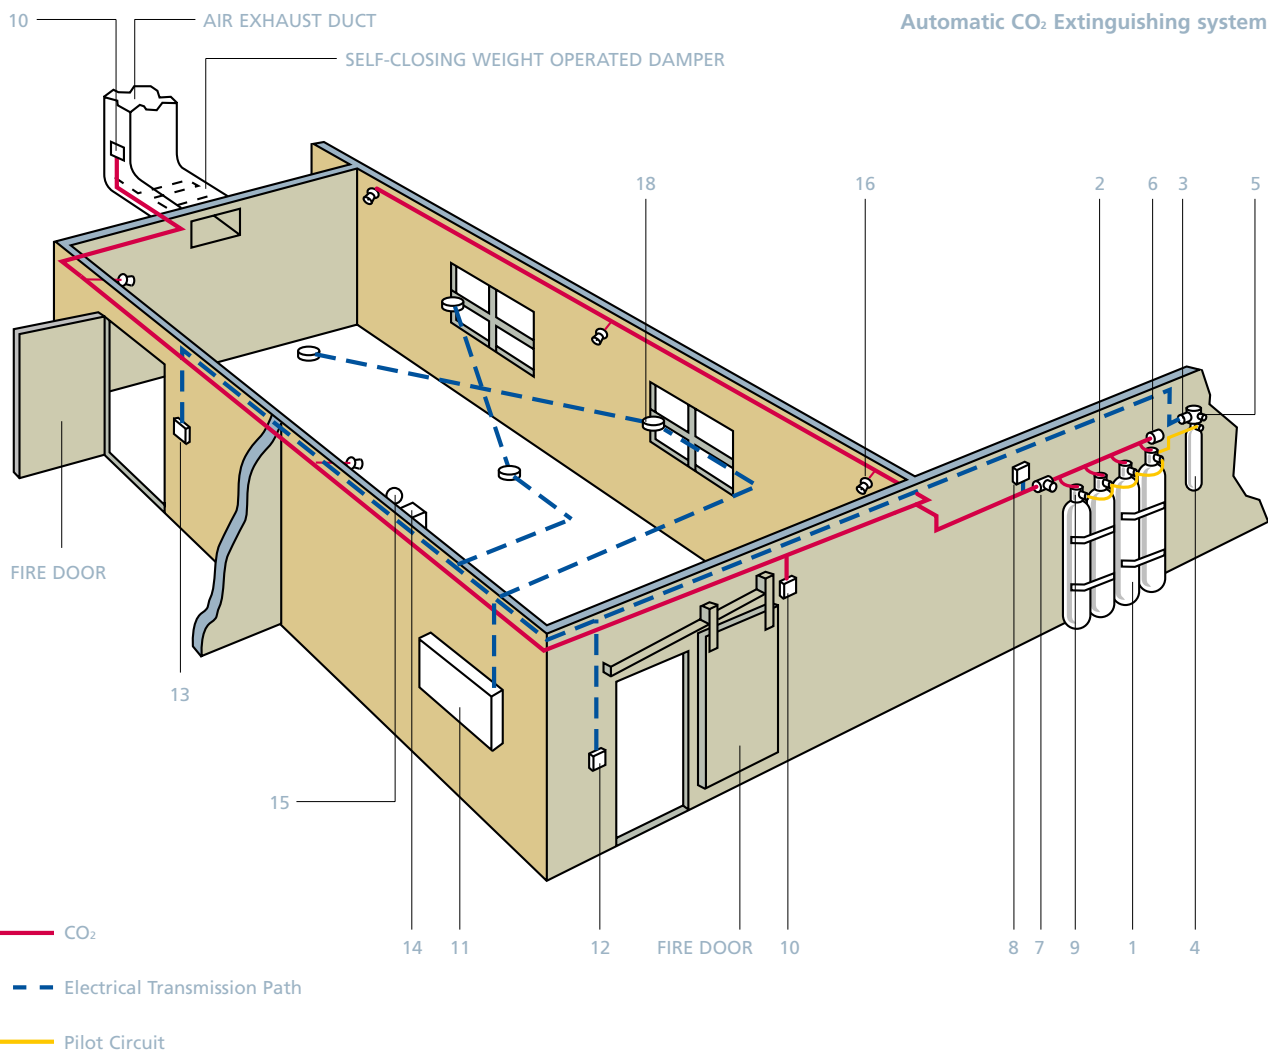 10
AIR EXHAUST DUCT
Automatic CO₂ Extinguishing system
SELF-CLOSING WEIGHT OPERATED DAMPER
18
16
2
6
3
5
FIRE DOOR
13
15
14
11
12
FIRE DOOR
10
8
7
9
1
4
CO₂
Electrical Transmission Path
Pilot Circuit